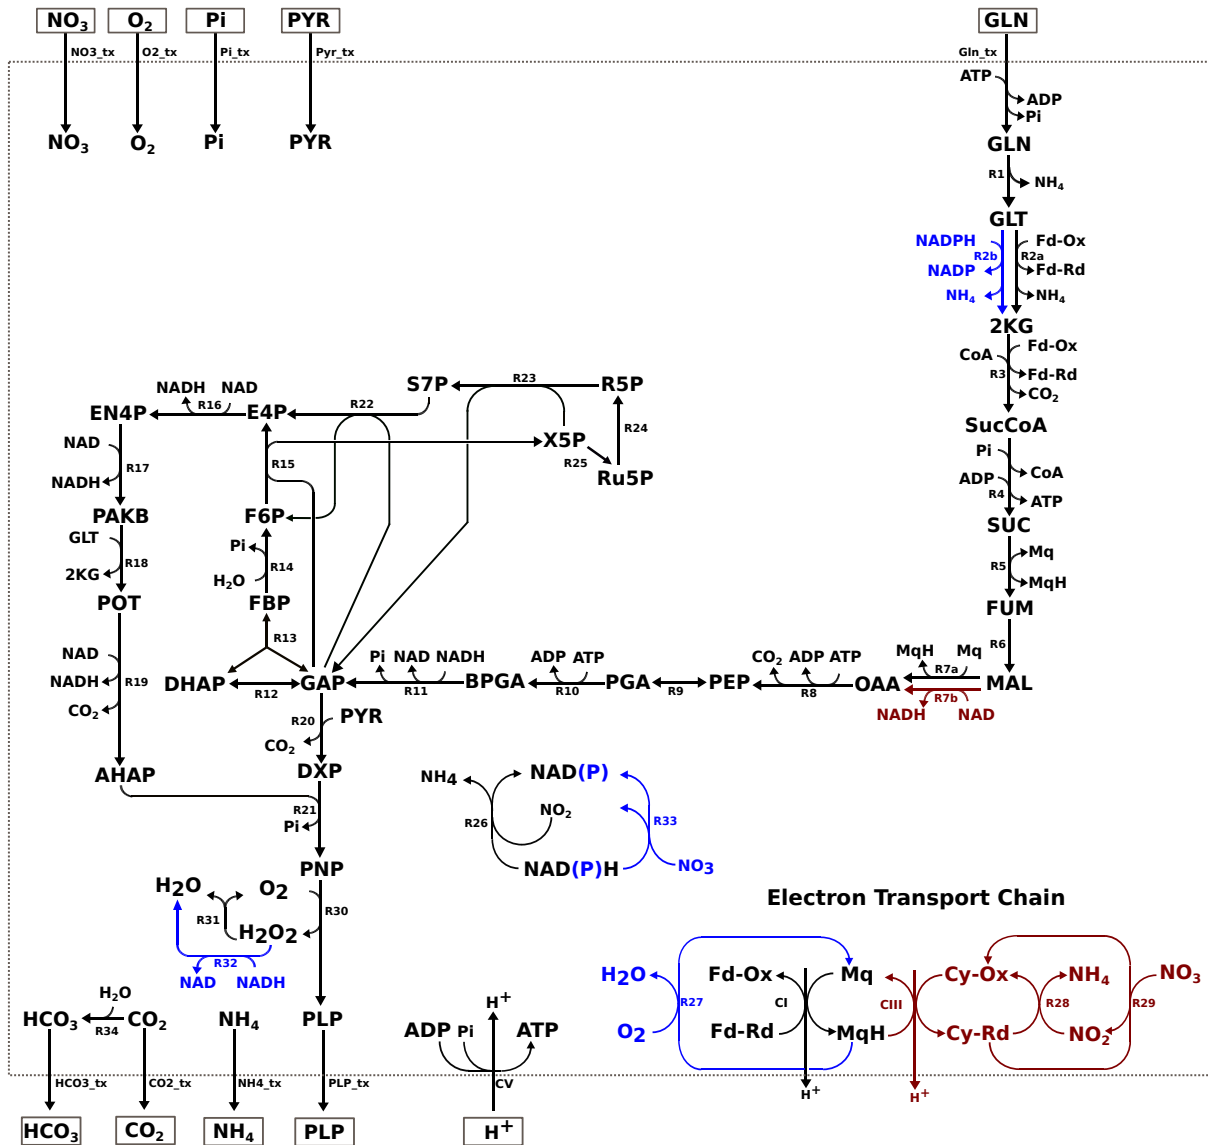 NO3 O2 Pi PYR GLN
NO3_tx O2_tx Pi_tx Pyr_tx Gln_tx
ATP
ADP
Pi
NO3 O2 Pi PYR GLN
R1
NH4
GLT
NADPH Fd-Ox
R2b R2a
NADP Fd-Rd
NH4 NH4
2KG
CoA Fd-Ox
R3 Fd-Rd
CO2
SucCoA
Pi
CoA
ADP
R4 ATP
SUC
Mq
R5
MqH
FUM
R6
S7P R23 R5P
NADH NAD
R16 R22
EN4P E4P
R24
X5P
NAD
R17 R15 R25
NADH Ru5P
PAKB F6P
GLT Pi
R18 R14
2KG H2O
POT FBP
R13
NAD Pi NAD NADH ADP ATP CO2 ADP ATP MqH Mq
R7a
NADH R19 DHAP R12 GAP R11 BPGA R10 PGA R9 PEP R8 OAA MAL
R7b
CO2 NADH NAD
R20 PYR
CO2
AHAP DXP
NH4 NAD(P)
R21 NO2
Pi R26 R33
PNP NAD(P)H NO3
H2O O2
R31 R30
H2O2
R32
NAD NADH
Electron Transport Chain
H2O Fd-Ox Mq Cy-Ox NH4 NO3
R27 CI CIII R28 R29
O2 Fd-Rd MqH Cy-Rd NO2
H+ H+
H2O
HCO3 R34 CO2 NH4 PLP
H+
ADP Pi ATP
CV
HCO3_tx CO2_tx NH4_tx PLP_tx
HCO3 CO2 NH4 PLP H+